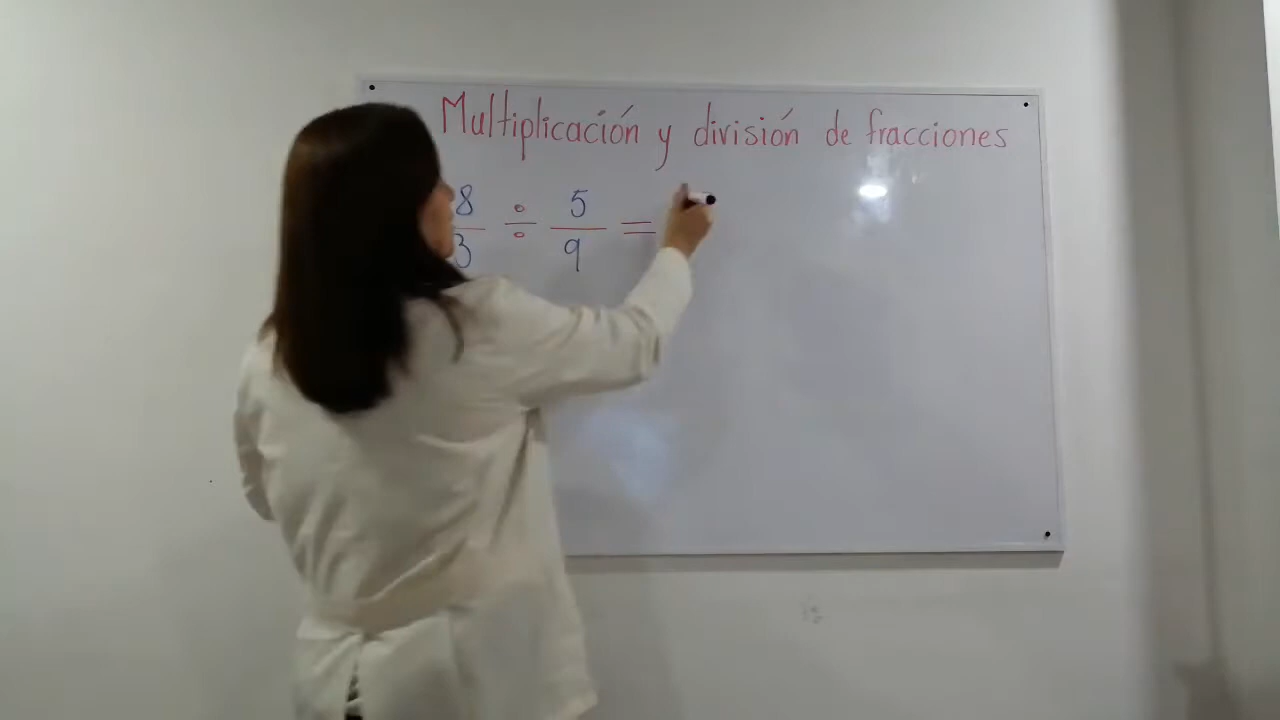 Multiplicación y división de fracciones
8/3 ÷ 5/9 =